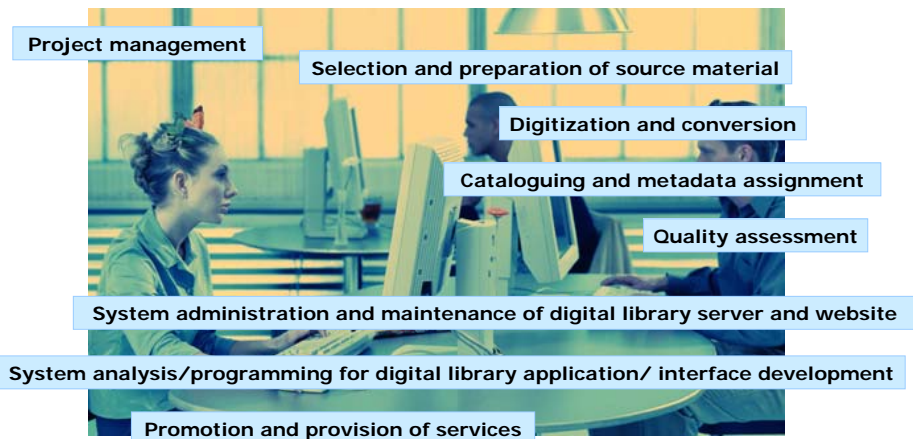 Project management
Selection and preparation of source material
Digitization and conversion
Cataloguing and metadata assignment
Quality assessment
System administration and maintenance of digital library server and website
System analysis/programming for digital library application/ interface development
Promotion and provision of services